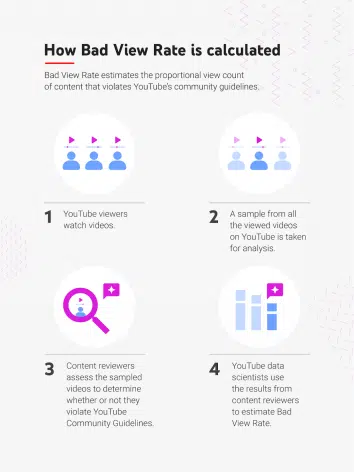 How Bad View Rate is calculated
Bad View Rate estimates the proportional view count
of content that violates YouTube's community guidelines.
1
YouTube viewers
watch videos.
2
A sample from all
the viewed videos
on YouTube is taken
for analysis.
3
Content reviewers
assess the sampled
videos to determine
whether or not they
violate YouTube
Community Guidelines.
4
YouTube data
scientists use
the results from
content reviewers
to estimate Bad
View Rate.